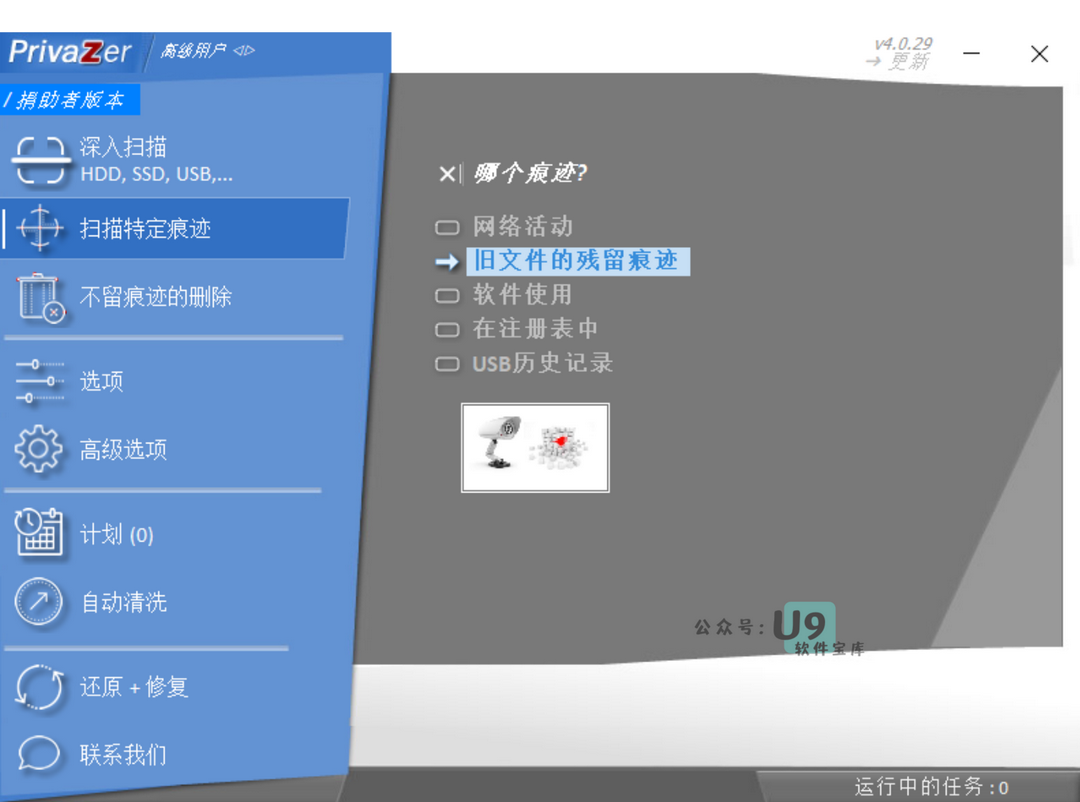 PrivaZer
高级用户
v4.0.29
→ 更新
/ 捐助者版本
深入扫描
HDD, SSD, USB,...
扫描特定痕迹
不留痕迹的删除
选项
高级选项
计划 (0)
自动清洗
还原 + 修复
联系我们
哪个痕迹?
网络活动
旧文件的残留痕迹
软件使用
在注册表中
USB历史记录
公众号: U9
软件宝库
运行中的任务 : 0